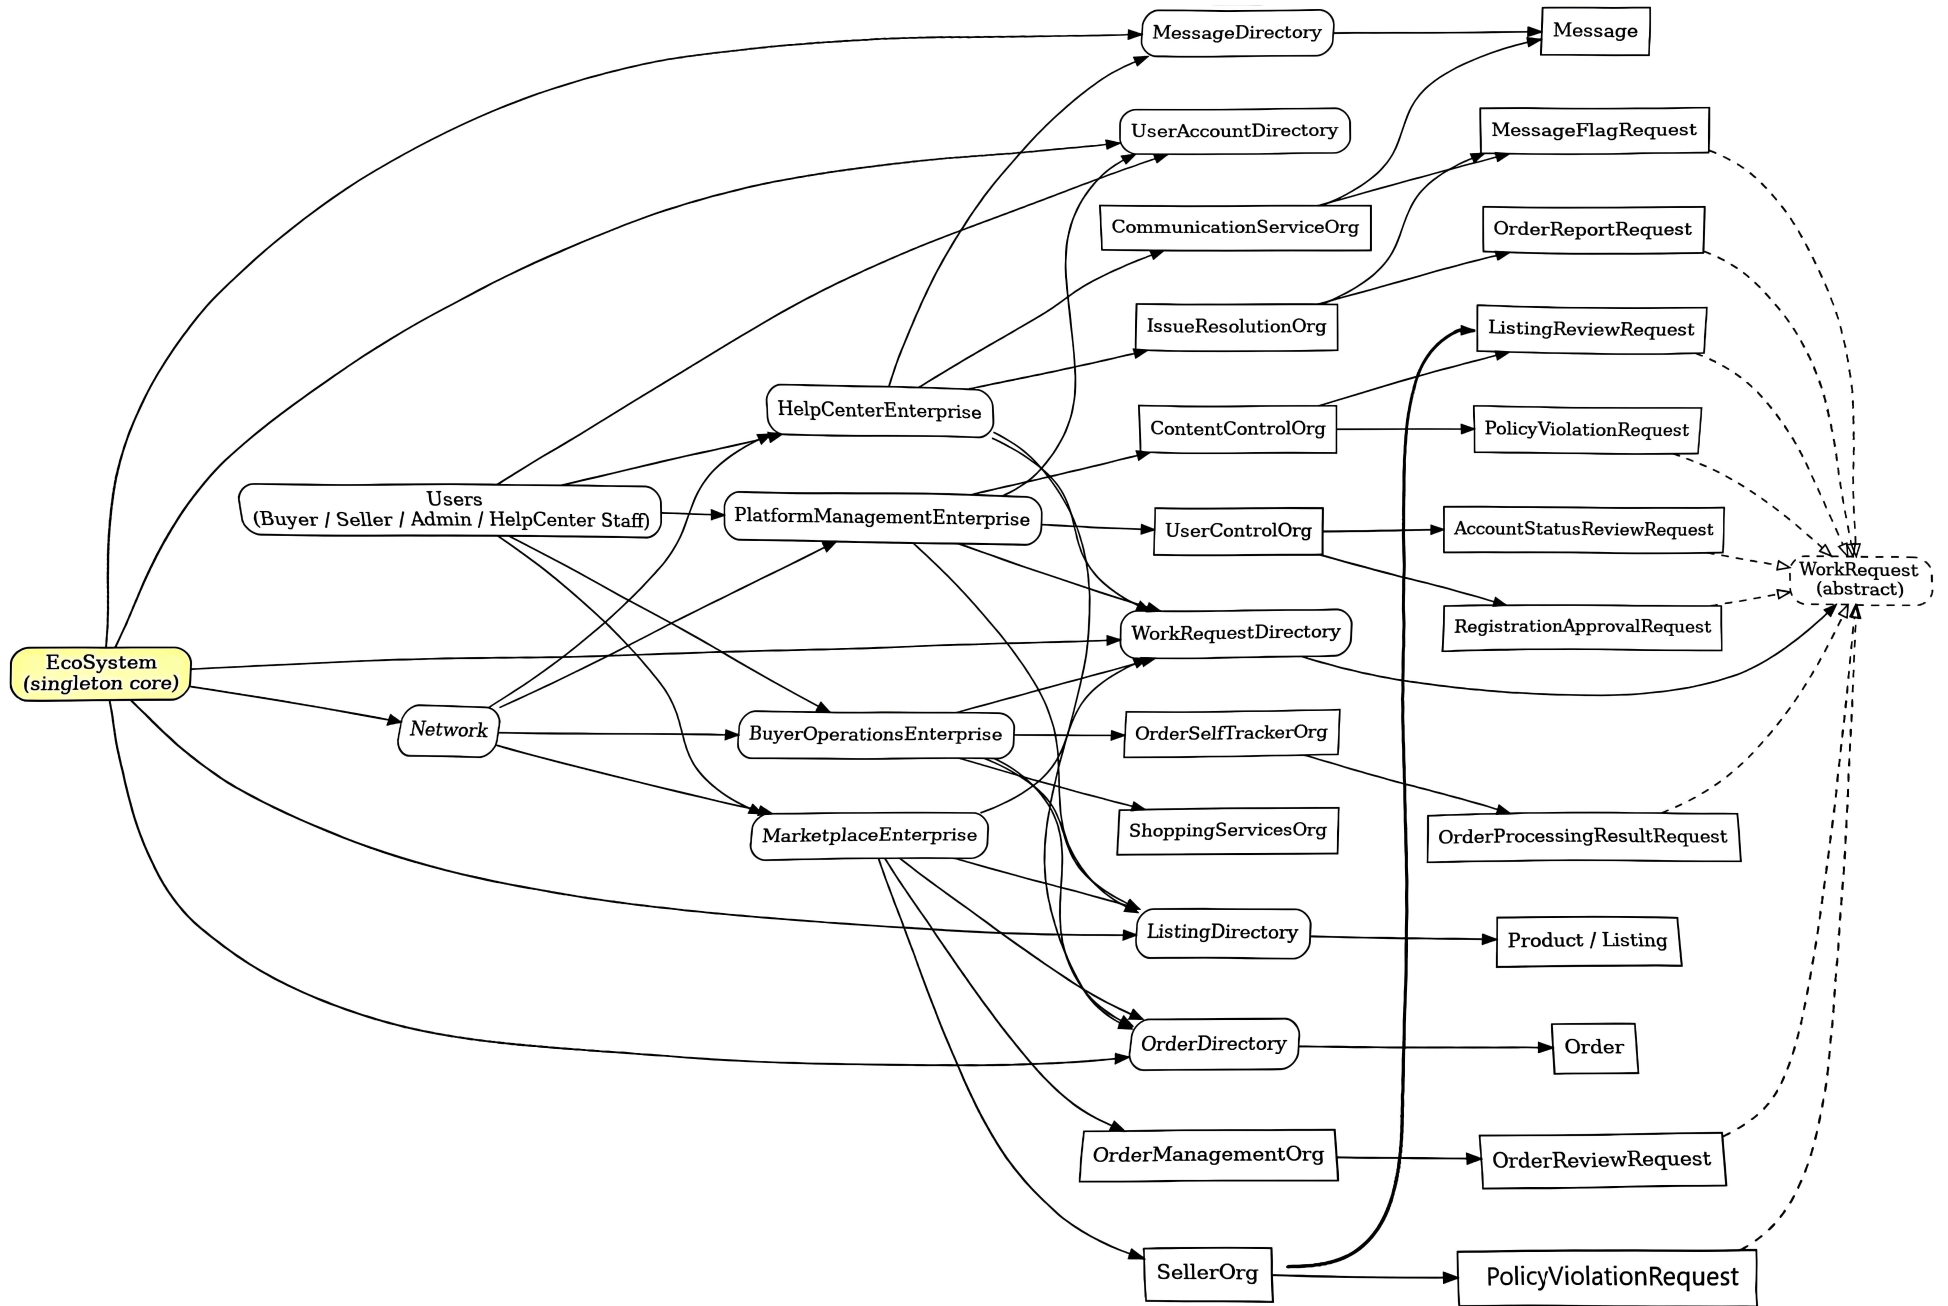 MessageDirectory
Message
UserAccountDirectory
MessageFlagRequest
CommunicationServiceOrg
OrderReportRequest
IssueResolutionOrg
ListingReviewRequest
HelpCenterEnterprise
ContentControlOrg
PolicyViolationRequest
Users
(Buyer / Seller / Admin / HelpCenter Staff)
PlatformManagementEnterprise
UserControlOrg
AccountStatusReviewRequest
WorkRequest
(abstract)
WorkRequestDirectory
RegistrationApprovalRequest
EcoSystem
(singleton core)
Network
BuyerOperationsEnterprise
OrderSelfTrackerOrg
MarketplaceEnterprise
ShoppingServicesOrg
OrderProcessingResultRequest
ListingDirectory
Product / Listing
OrderDirectory
Order
OrderManagementOrg
OrderReviewRequest
SellerOrg
PolicyViolationRequest